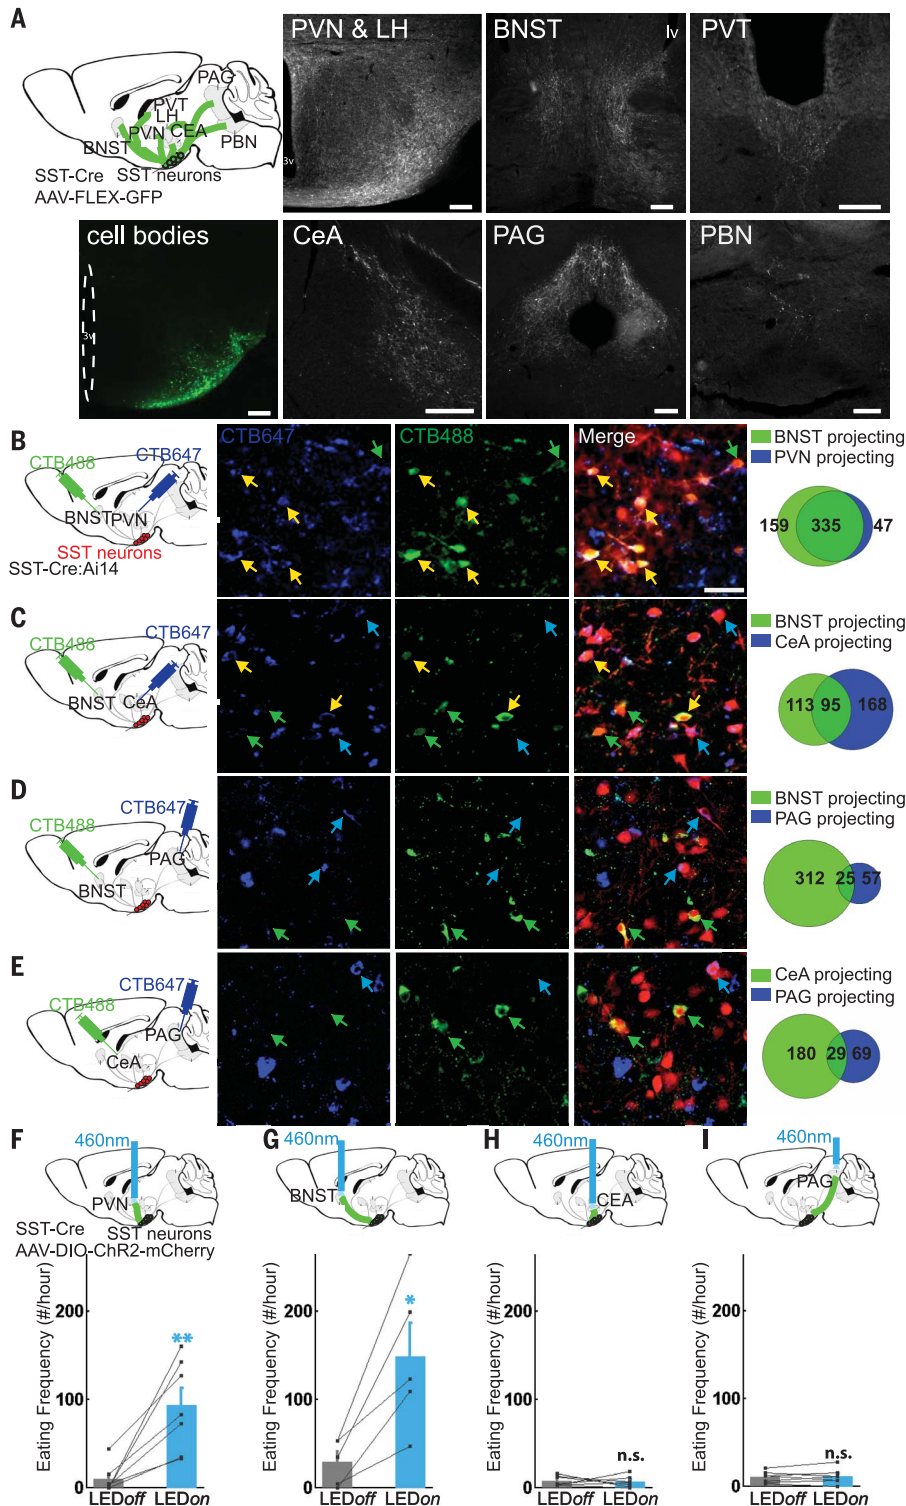 A
PVN & LH
BNST
lv
PVT
PAG
PVT
LH
PVN
CEA
BNST
PBN
SST neurons
SST-Cre
AAV-FLEX-GFP
3v
cell bodies
3v
CeA
PAG
PBN
B
CTB488
CTB647
BNST
PVN
SST neurons
SST-Cre:Ai14
CTB647
CTB488
Merge
BNST projecting
PVN projecting
159
335
47
C
CTB488
CTB647
BNST
CeA
BNST projecting
CeA projecting
113
95
168
D
CTB647
CTB488
PAG
BNST
BNST projecting
PAG projecting
312
25
57
E
CTB647
CTB488
PAG
CeA
CeA projecting
PAG projecting
180
29
69
F
460nm
PVN
SST-Cre
SST neurons
AAV-DIO-ChR2-mCherry
Eating Frequency (#/hour)
200
100
0
**
LEDoff
LEDon
G
460nm
BNST
Eating Frequency (#/hour)
200
100
0
*
LEDoff
LEDon
H
460nm
CEA
Eating Frequency (#/hour)
200
100
0
n.s.
LEDoff
LEDon
I
460nm
PAG
Eating Frequency (#/hour)
200
100
0
n.s.
LEDoff
LEDon